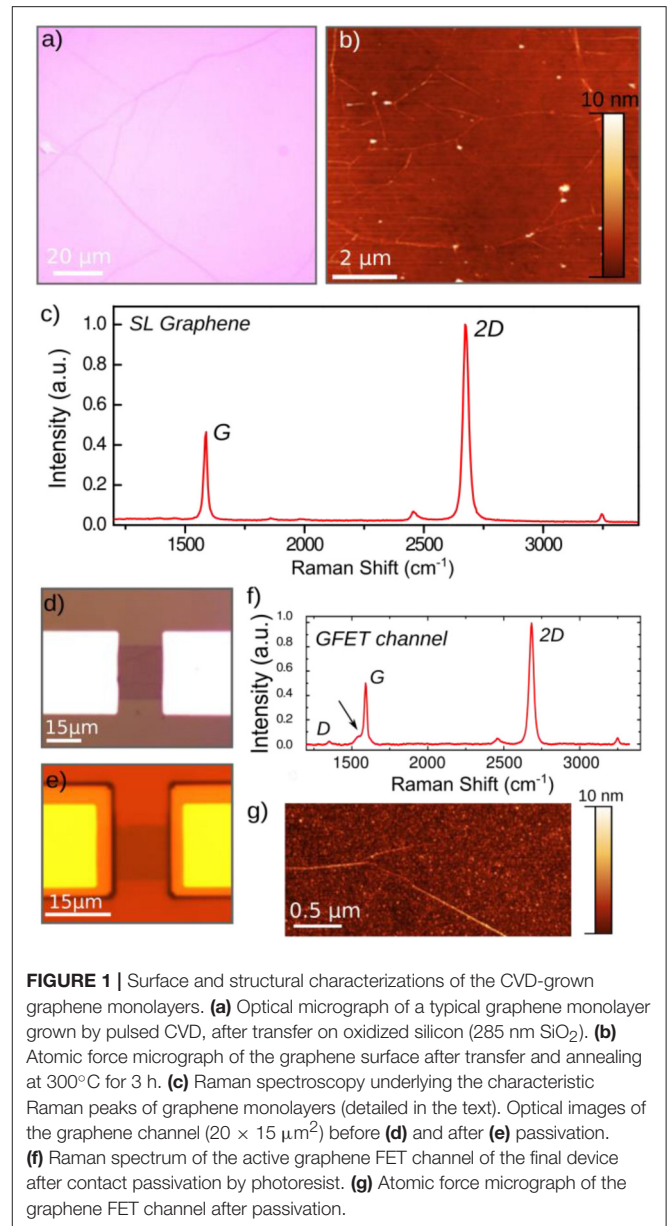 a)
b)
10 nm
20 μm
2 μm
c)
SL Graphene
2D
G
Intensity (a.u.)
1.0
0.8
0.6
0.4
0.2
0.0
1500 2000 2500 3000
Raman Shift (cm-1)
d)
15μm
e)
15μm
f)
GFET channel
2D
G
D
Intensity (a.u.)
1.0
0.8
0.6
0.4
0.2
0.0
1500 2000 2500 3000
Raman Shift (cm-1)
g)
10 nm
0.5 μm
FIGURE 1 | Surface and structural characterizations of the CVD-grown
graphene monolayers. (a) Optical micrograph of a typical graphene monolayer
grown by pulsed CVD, after transfer on oxidized silicon (285 nm SiO2). (b)
Atomic force micrograph of the graphene surface after transfer and annealing
at 300°C for 3 h. (c) Raman spectroscopy underlying the characteristic
Raman peaks of graphene monolayers (detailed in the text). Optical images of
the graphene channel (20 × 15 μm2) before (d) and after (e) passivation.
(f) Raman spectrum of the active graphene FET channel of the final device
after contact passivation by photoresist. (g) Atomic force micrograph of the
graphene FET channel after passivation.